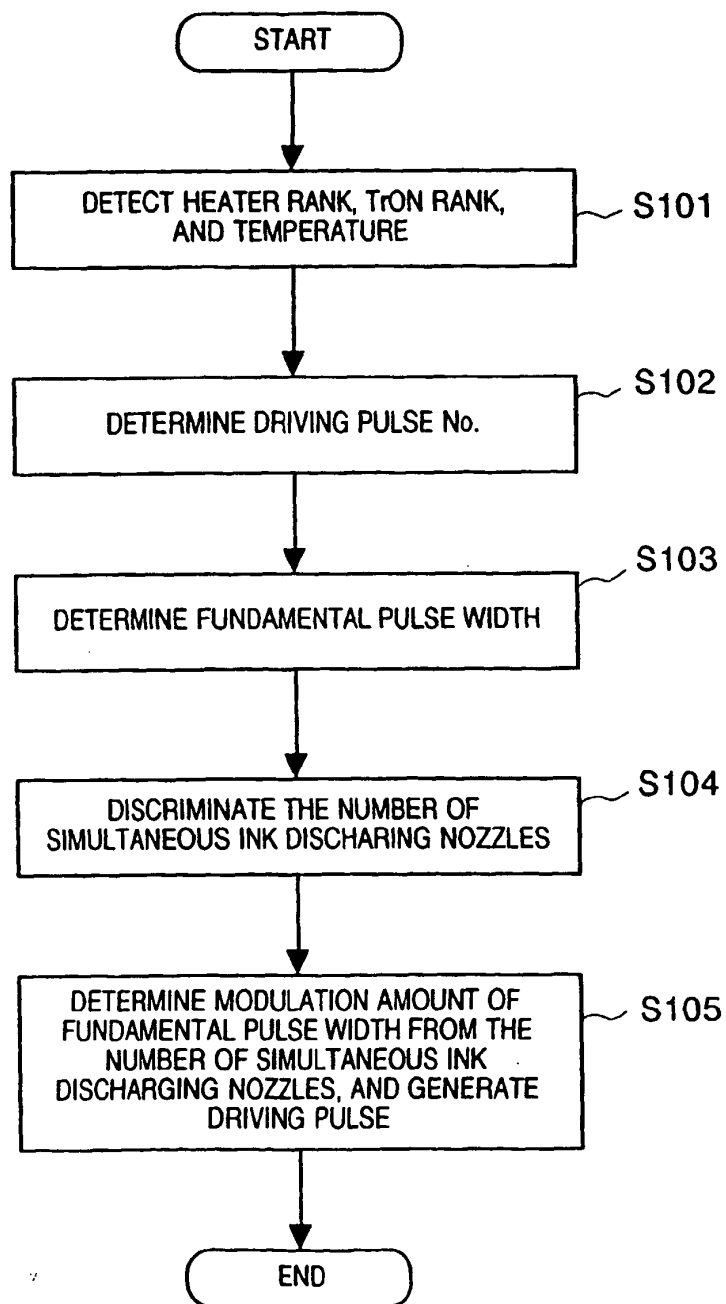 START
DETECT HEATER RANK, TrON RANK,
AND TEMPERATURE
S101
DETERMINE DRIVING PULSE No.
S102
DETERMINE FUNDAMENTAL PULSE WIDTH
S103
DISCRIMINATE THE NUMBER OF
SIMULTANEOUS INK DISCHARING NOZZLES
S104
DETERMINE MODULATION AMOUNT OF
FUNDAMENTAL PULSE WIDTH FROM THE
NUMBER OF SIMULTANEOUS INK
DISCHARGING NOZZLES, AND GENERATE
DRIVING PULSE
S105
END